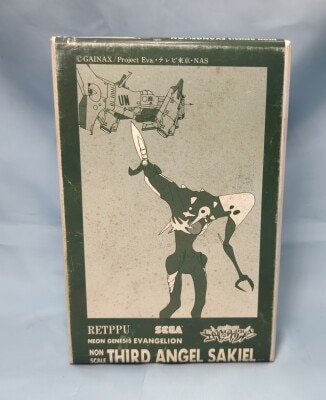 ©GAINAX/Project Eva.・テレビ東京・NAS
UN
RETPPU SEGA
NEON GENESIS EVANGELION
NON SCALE THIRD ANGEL SAKIEL